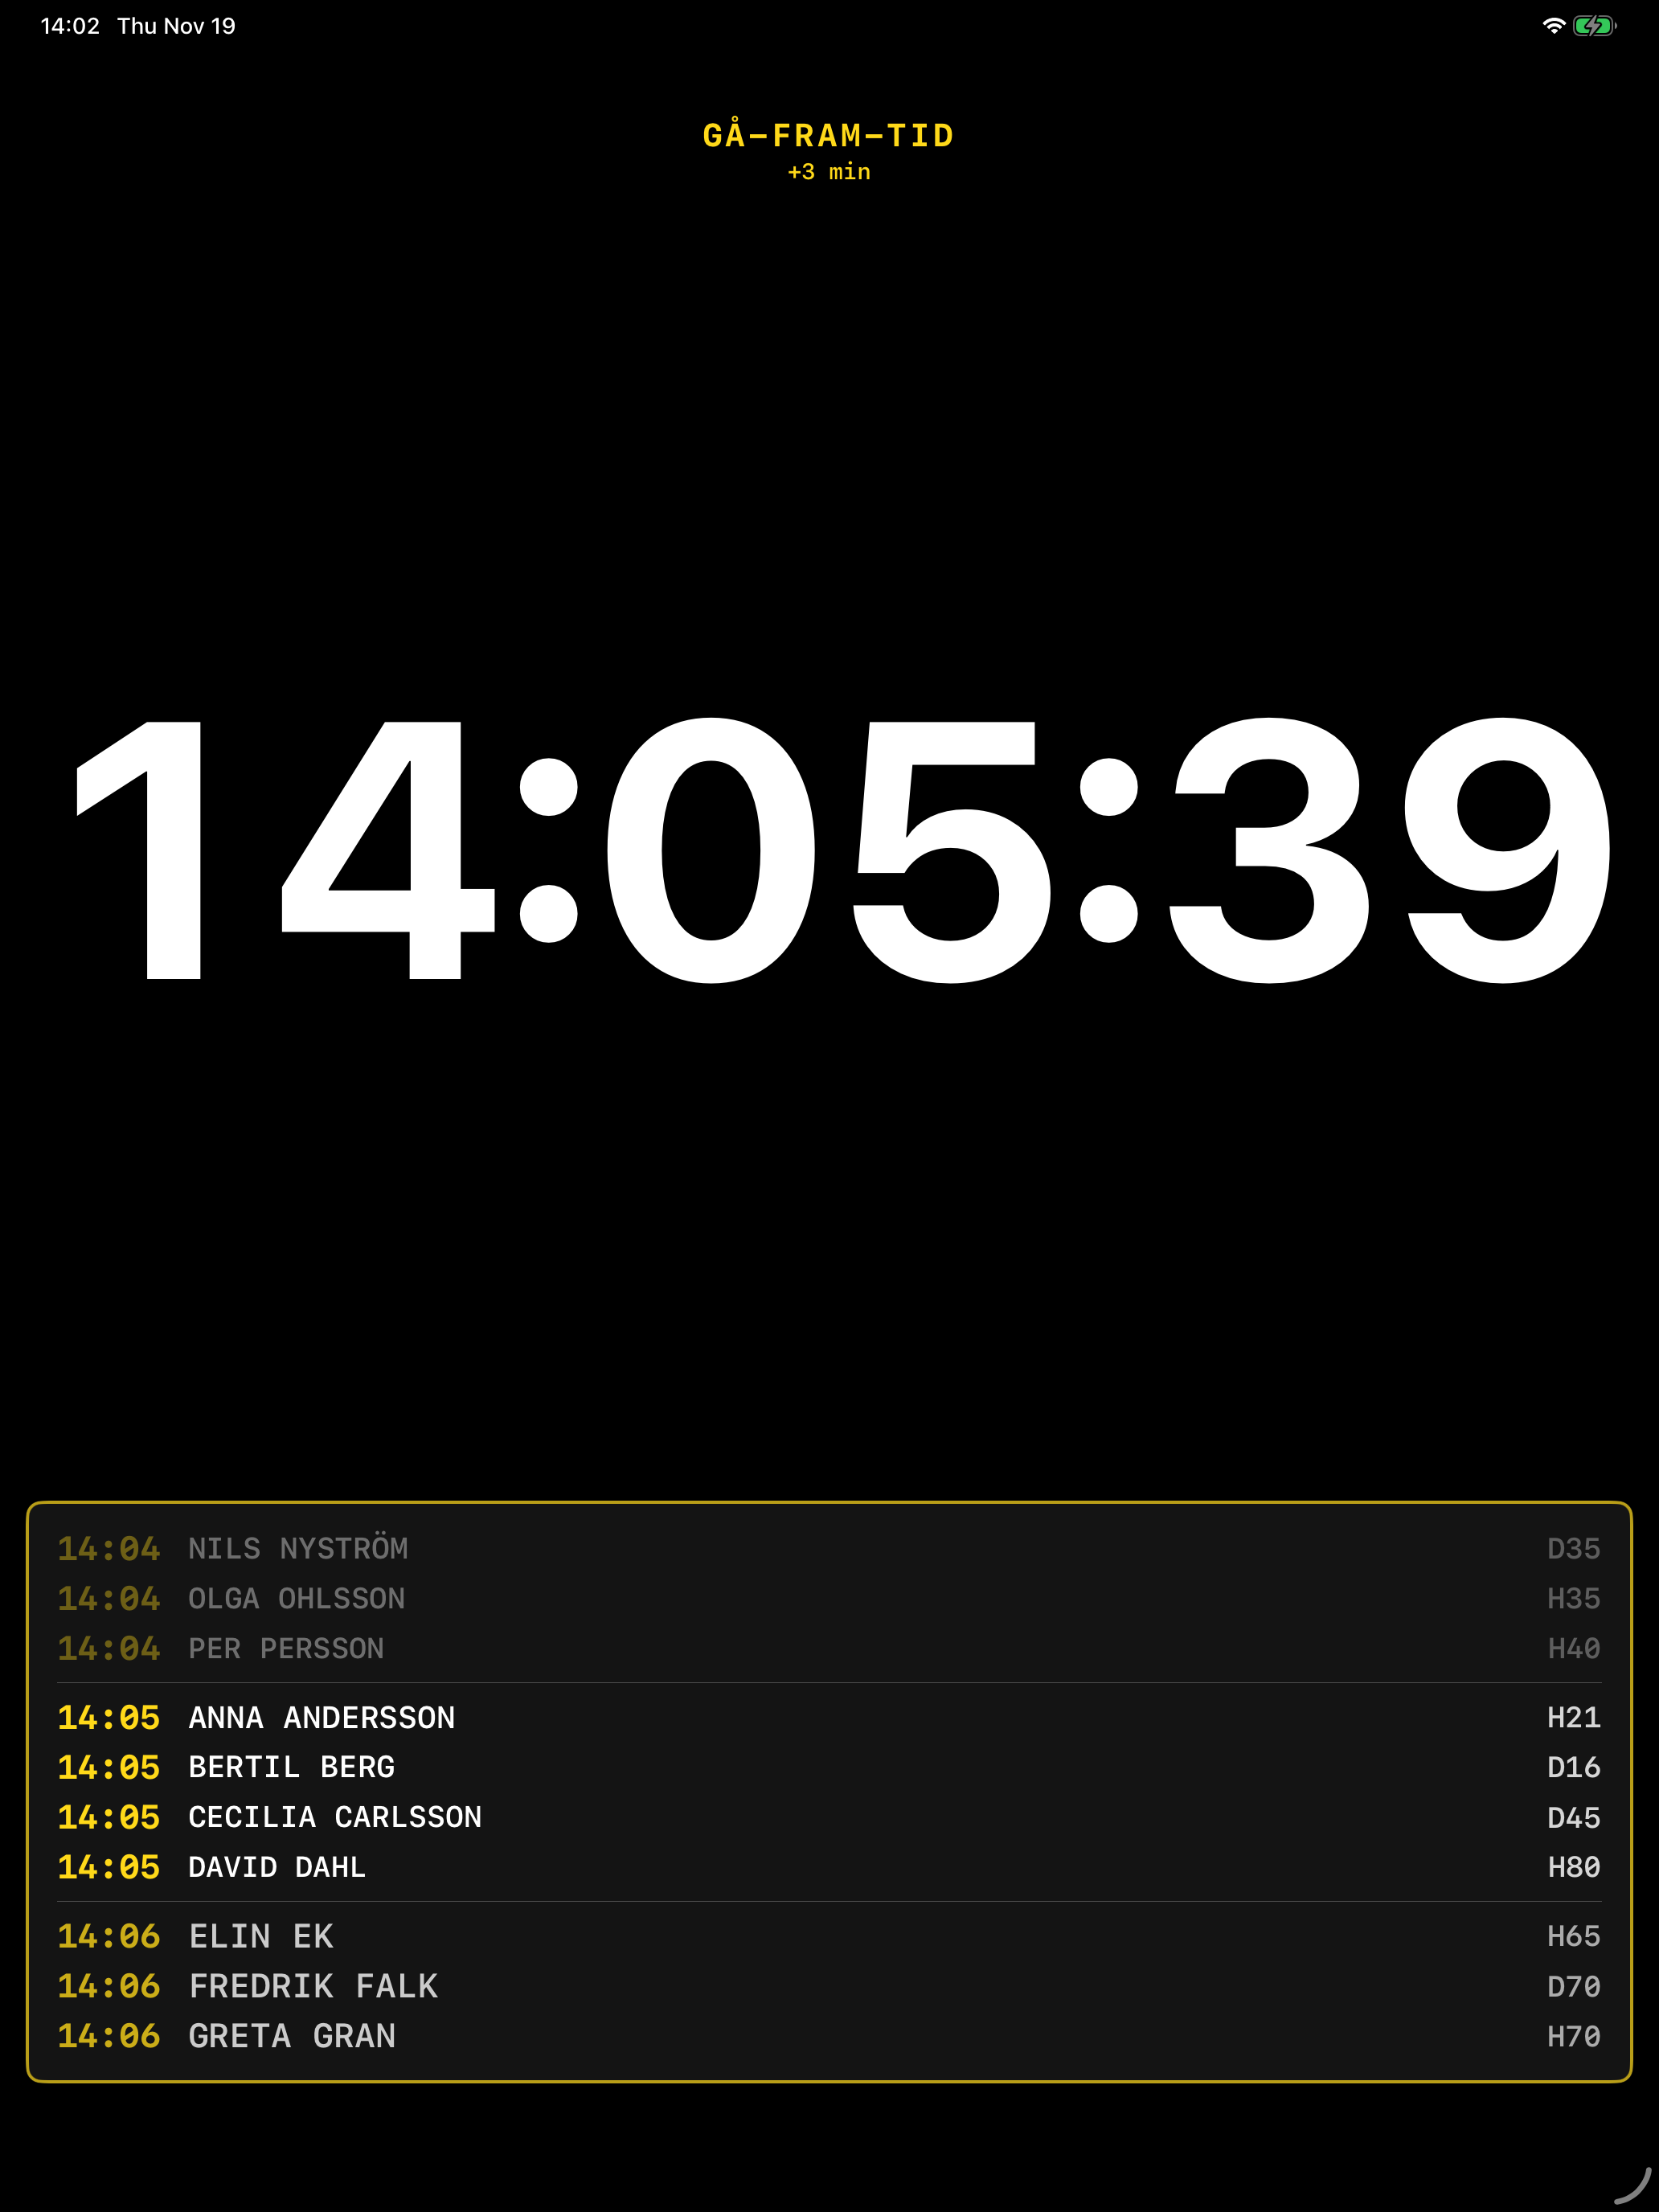 14:02 Thu Nov 19
GÅ-FRAM-TID
+3 min
14:05:39
14:04 NILS NYSTRÖM D35
14:04 OLGA OHLSSON H35
14:04 PER PERSSON H40
14:05 ANNA ANDERSSON H21
14:05 BERTIL BERG D16
14:05 CECILIA CARLSSON D45
14:05 DAVID DAHL H80
14:06 ELIN EK H65
14:06 FREDRIK FALK D70
14:06 GRETA GRAN H70